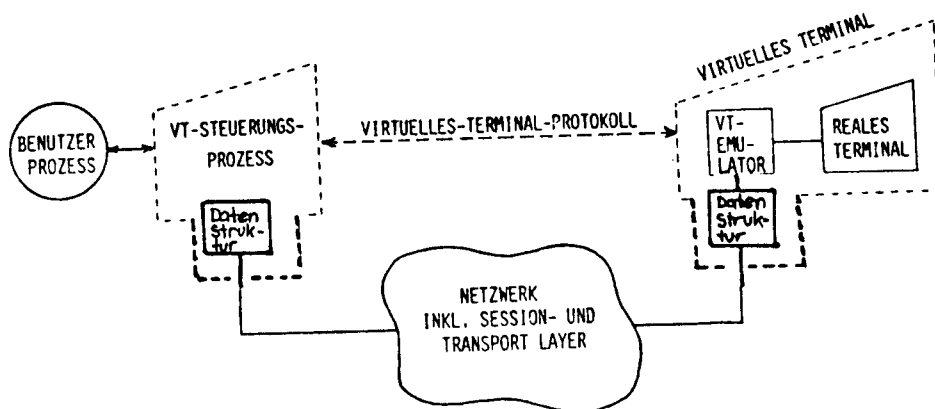 VIRTUELLES TERMINAL
BENUTZER
PROZESS
VT-STEUERUNGS-
PROZESS
VIRTUELLES-TERMINAL-PROTOKOLL
VT-
EMU-
LATOR
REALES
TERMINAL
Daten
Struk-
tur
Daten
Struk-
tur
NETZWERK
INKL. SESSION- UND
TRANSPORT LAYER